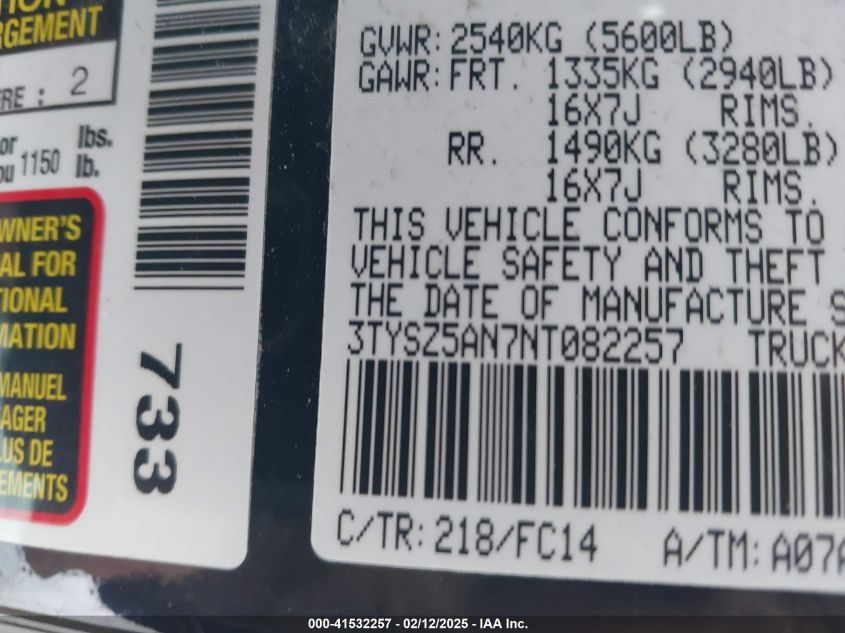 RGEMENT
RE : 2
or lbs.
ou 1150 lb.
WNER'S
AL FOR
TIONAL
MATION
MANUEL
AGER
LUS DE
EMENTS
733
GVWR: 2540KG (5600LB)
GAWR: FRT. 1335KG (2940LB)
16X7J RIMS.
RR. 1490KG (3280LB)
16X7J RIMS.
THIS VEHICLE CONFORMS TO
VEHICLE SAFETY AND THEFT
THE DATE OF MANUFACTURE S
3TYSZ5AN7NT082257 TRUCK
C/TR: 218/FC14 A/TM: A07A
000-41532257 - 02/12/2025 - IAA Inc.